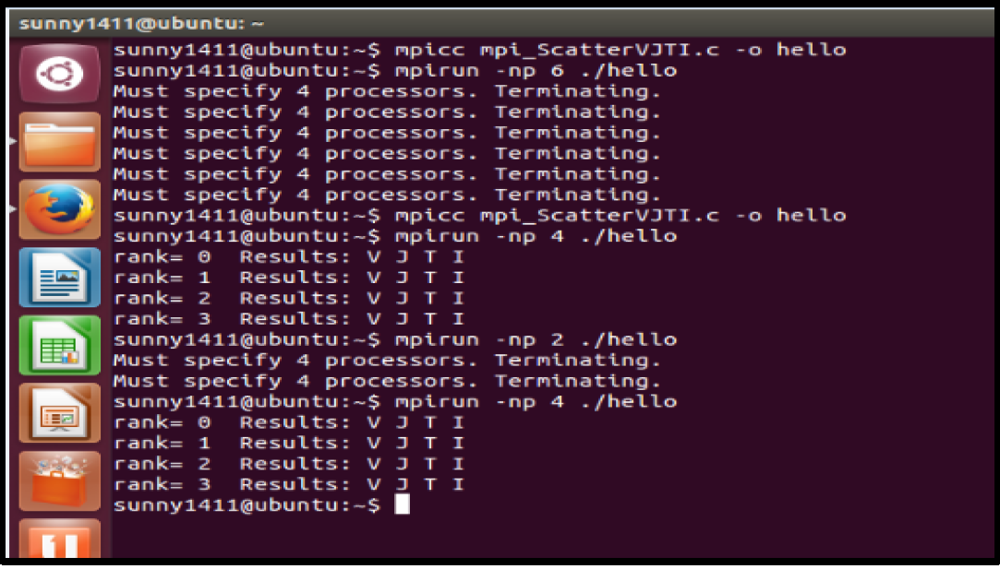 sunny1411@ubuntu: ~
sunny1411@ubuntu:~$ mpicc mpi_ScatterVJTI.c -o hello
sunny1411@ubuntu:~$ mpirun -np 6 ./hello
Must specify 4 processors. Terminating.
Must specify 4 processors. Terminating.
Must specify 4 processors. Terminating.
Must specify 4 processors. Terminating.
Must specify 4 processors. Terminating.
Must specify 4 processors. Terminating.
sunny1411@ubuntu:~$ mpicc mpi_ScatterVJTI.c -o hello
sunny1411@ubuntu:~$ mpirun -np 4 ./hello
rank= 0  Results: V J T I
rank= 1  Results: V J T I
rank= 2  Results: V J T I
rank= 3  Results: V J T I
sunny1411@ubuntu:~$ mpirun -np 2 ./hello
Must specify 4 processors. Terminating.
Must specify 4 processors. Terminating.
sunny1411@ubuntu:~$ mpirun -np 4 ./hello
rank= 0  Results: V J T I
rank= 1  Results: V J T I
rank= 2  Results: V J T I
rank= 3  Results: V J T I
sunny1411@ubuntu:~$